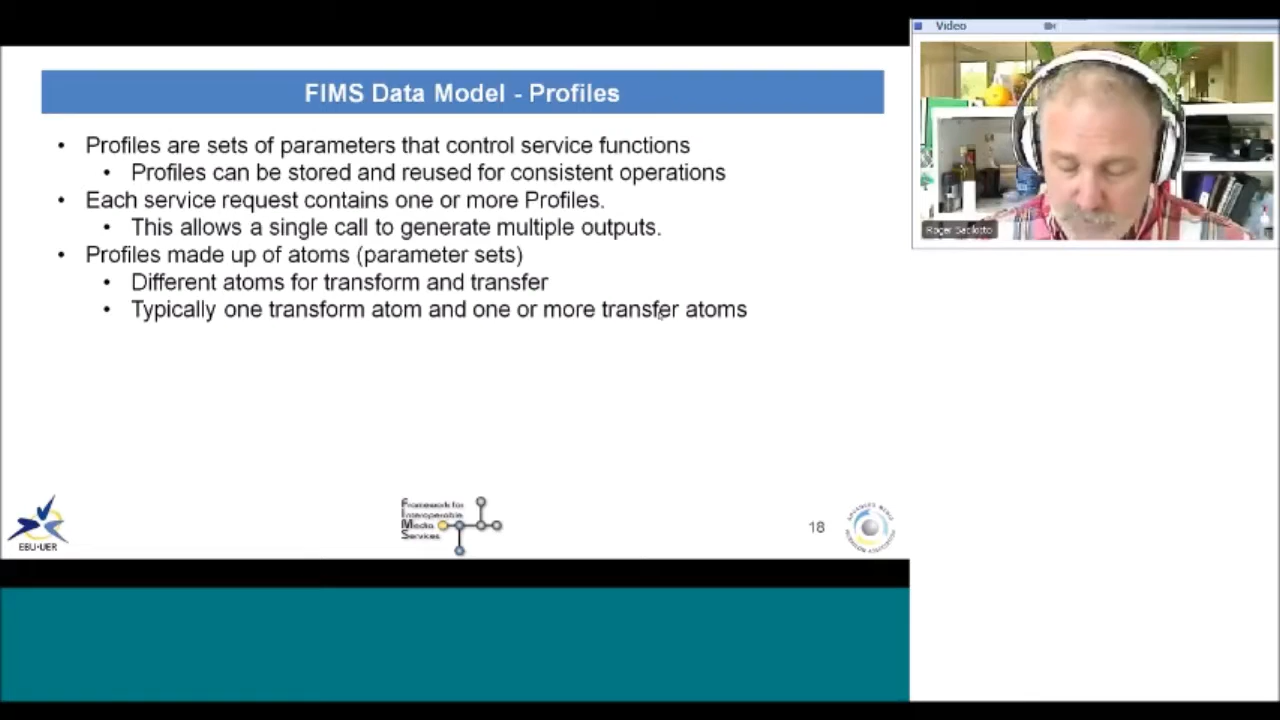 FIMS Data Model - Profiles
• Profiles are sets of parameters that control service functions
• Profiles can be stored and reused for consistent operations
• Each service request contains one or more Profiles.
• This allows a single call to generate multiple outputs.
• Profiles made up of atoms (parameter sets)
• Different atoms for transform and transfer
• Typically one transform atom and one or more transfer atoms
EBU•UER
Framework for
Interoperable
Media
Services
18
Video
Roger Sacilotto